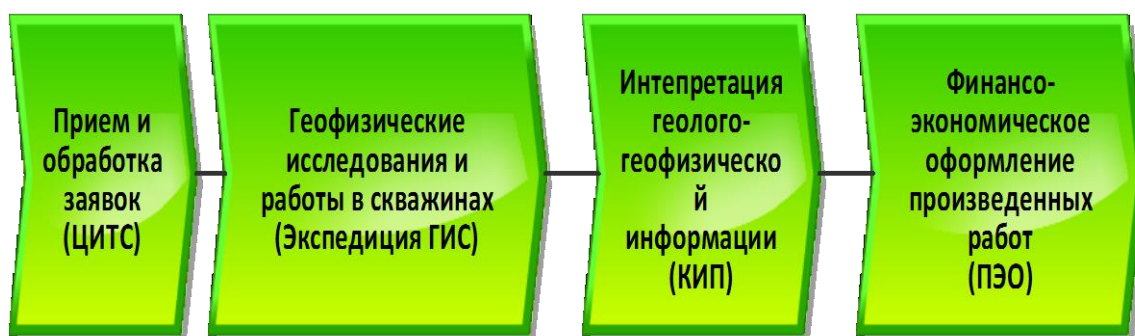 Прием и
обработка
заявок
(ЦИТС)
Геофизические
исследования и
работы в скважинах
(Экспедиция ГИС)
Интепретация
геолого-
геофизическо
й
информации
(КИП)
Финансо-
экономическое
оформление
произведенных
работ
(ПЭО)